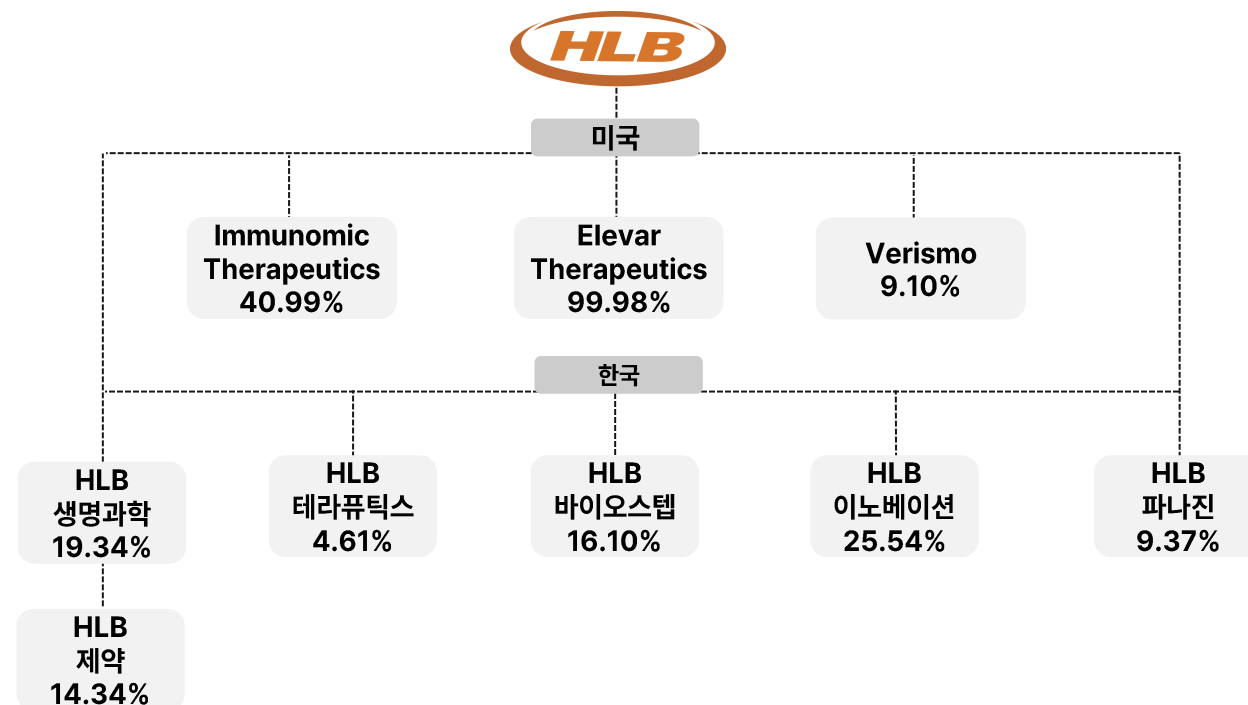 HLB
미국
Immunomic
Therapeutics
40.99%
Elevar
Therapeutics
99.98%
Verismo
9.10%
한국
HLB
생명과학
19.34%
HLB
테라퓨틱스
4.61%
HLB
바이오스텝
16.10%
HLB
이노베이션
25.54%
HLB
파나진
9.37%
HLB
제약
14.34%